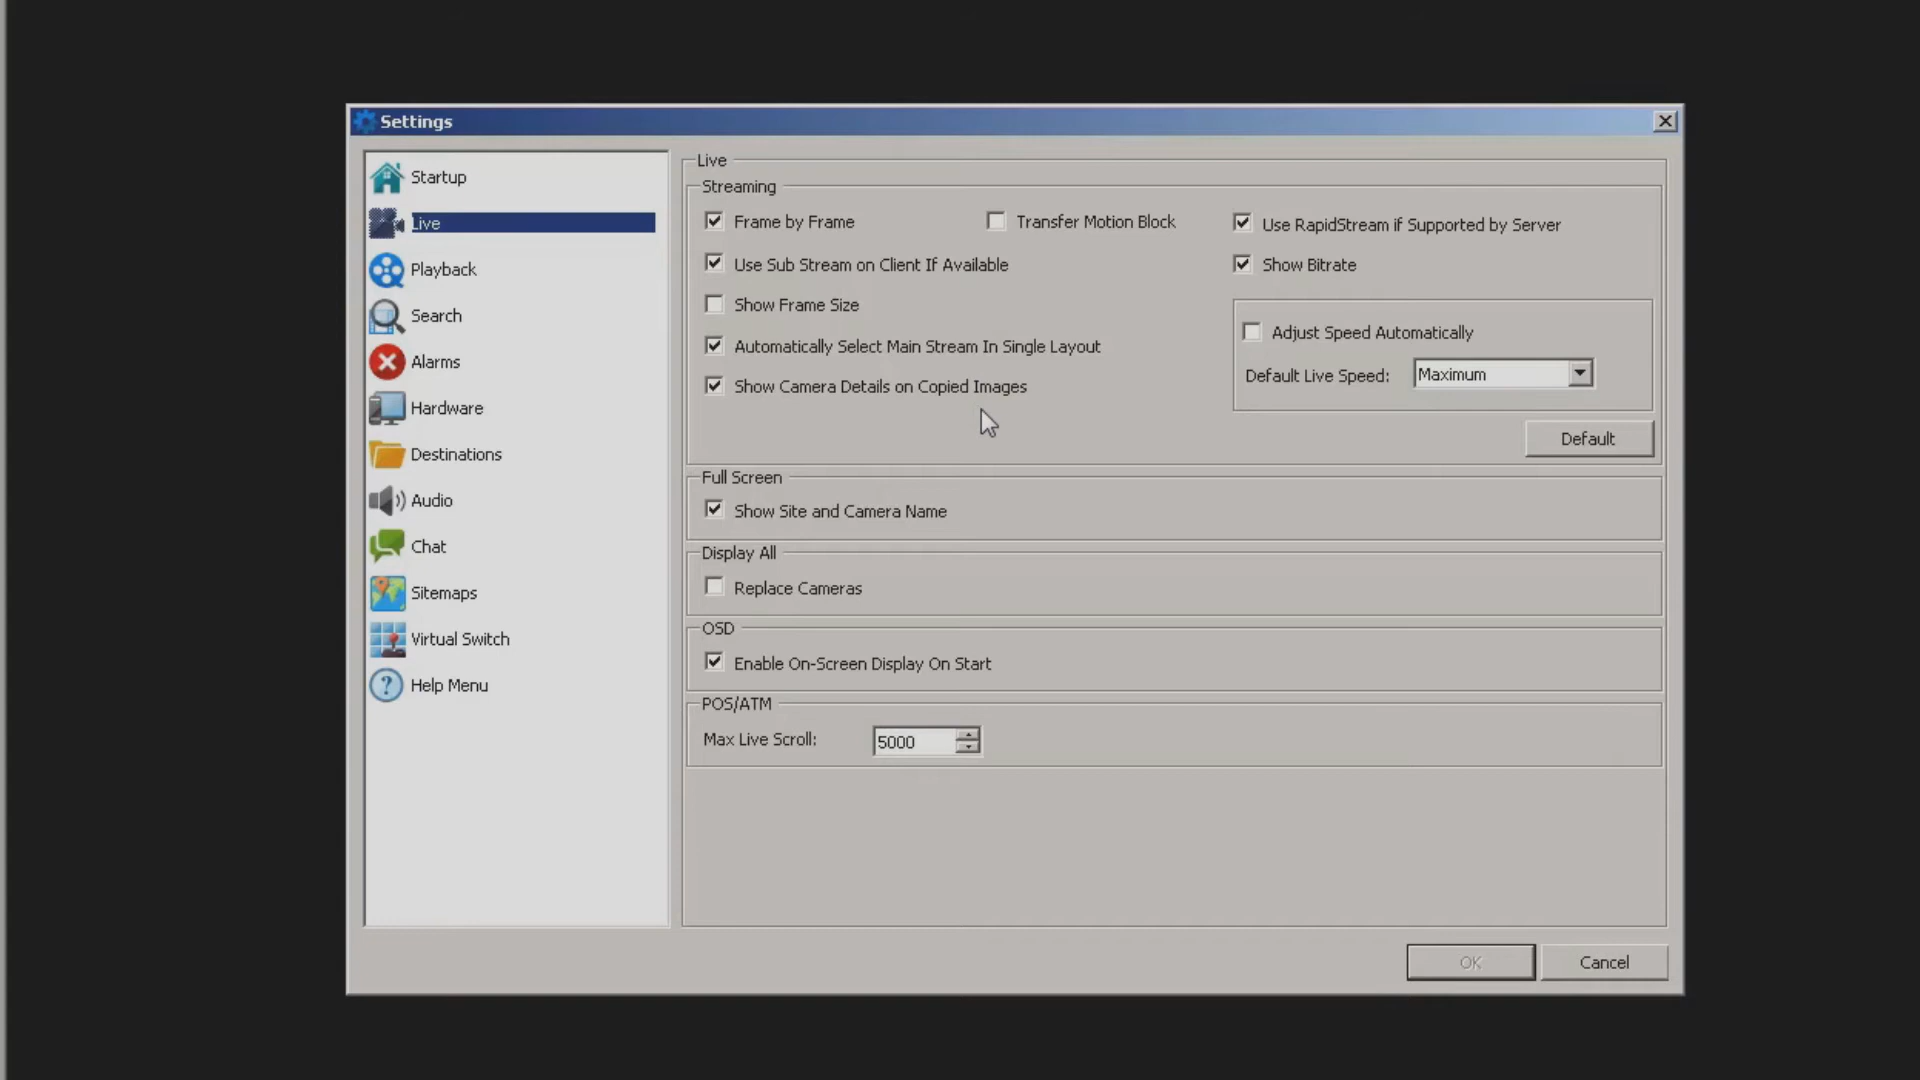 Settings
Startup
Live
Playback
Search
Alarms
Hardware
Destinations
Audio
Chat
Sitemaps
Virtual Switch
Help Menu
Live
Streaming
Frame by Frame
Transfer Motion Block
Use RapidStream if Supported by Server
Use Sub Stream on Client If Available
Show Bitrate
Show Frame Size
Adjust Speed Automatically
Automatically Select Main Stream In Single Layout
Default Live Speed: Maximum
Show Camera Details on Copied Images
Default
Full Screen
Show Site and Camera Name
Display All
Replace Cameras
OSD
Enable On-Screen Display On Start
POS/ATM
Max Live Scroll: 5000
OK
Cancel